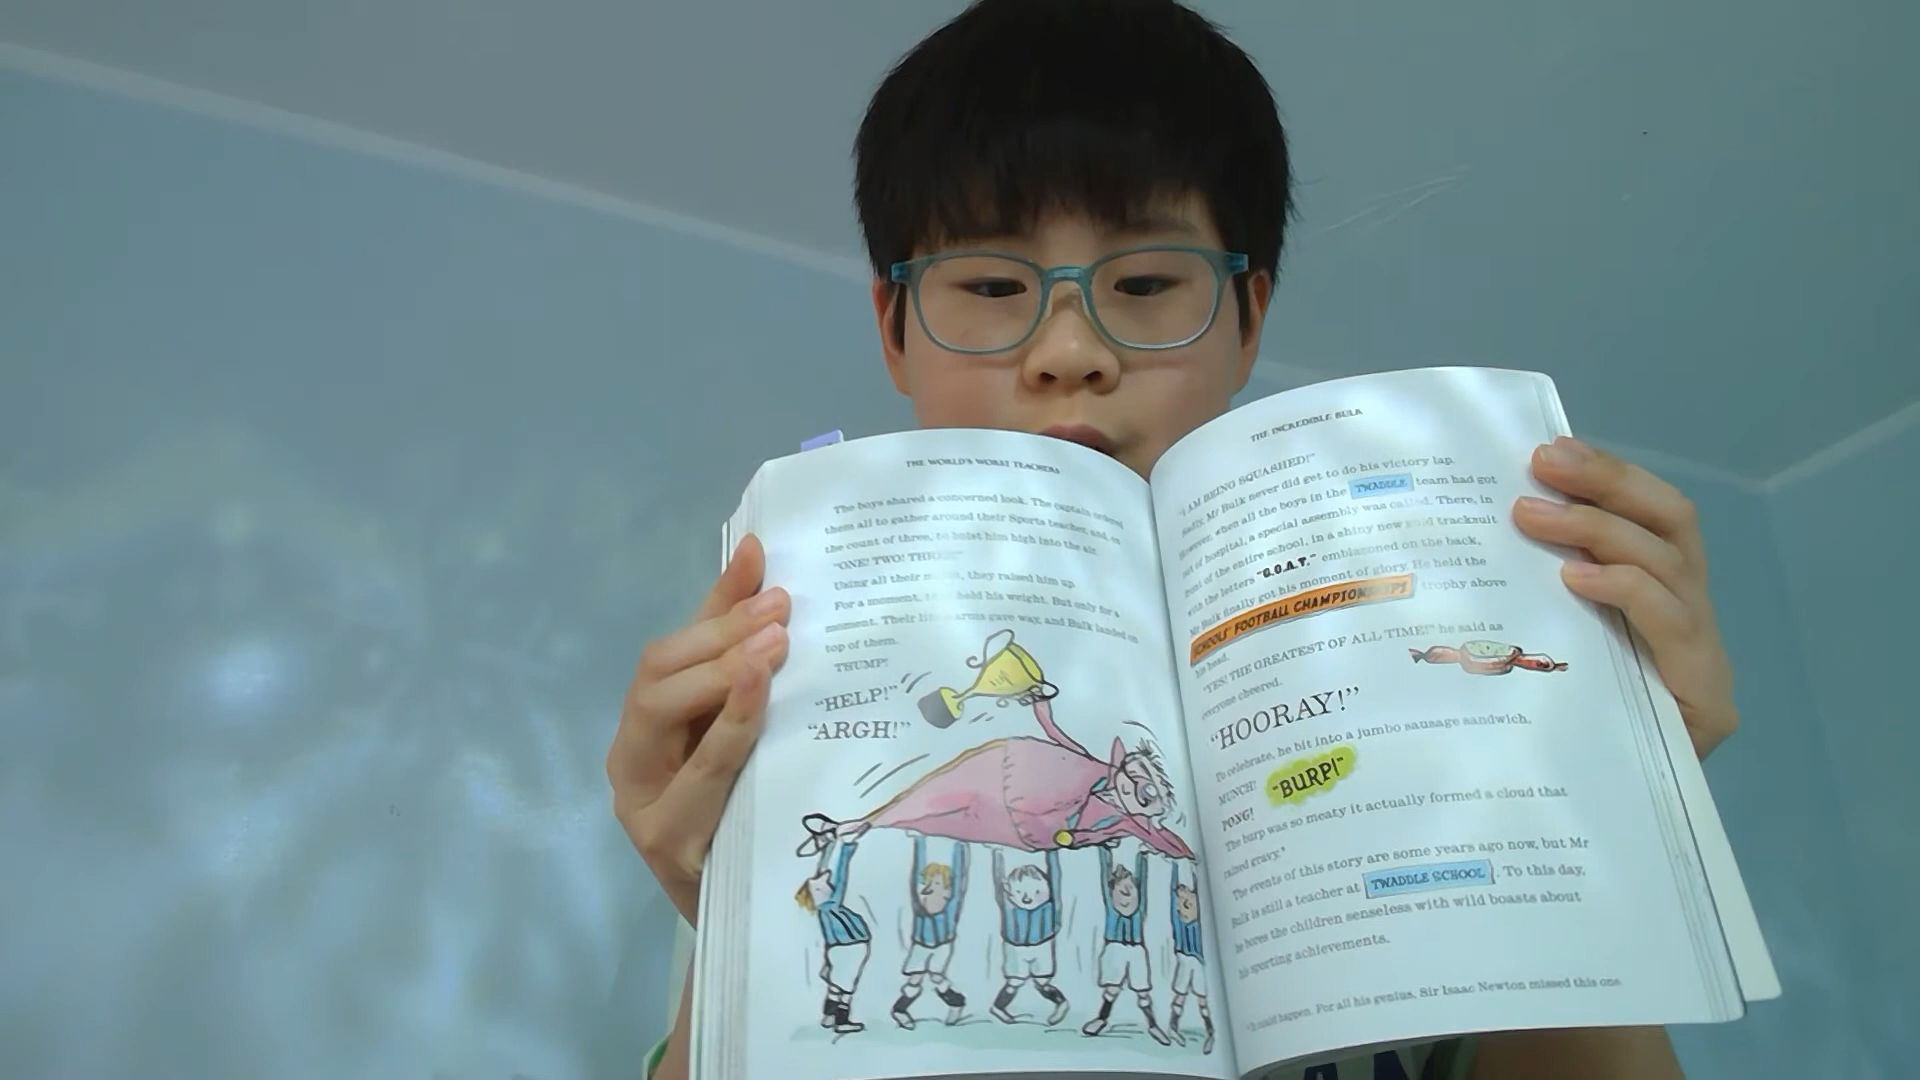 THE WORLD'S WORST TEACHERS
The boys shared a concerned look. The captain ordered
them all to gather around their Sports teacher, and, on
the count of three, to hoist him high into the air.
"ONE! TWO! THREE!"
Using all their might, they raised him up.
For a moment, they held his weight. But only for a
moment. Their little arms gave way, and Bulk landed on
top of them.
THUMP!
"HELP!"
"ARGH!"
THE INCREDIBLE BULK
"I AM BEING SQUASHED!"
Sadly, Mr Bulk never did get to do his victory lap.
However, when all the boys in the TWADDLE team had got
out of hospital, a special assembly was called. There, in
front of the entire school, in a shiny new gold tracksuit
with the letters "G.O.A.T." emblazoned on the back,
Mr Bulk finally got his moment of glory. He held the
SCHOOLS' FOOTBALL CHAMPIONSHIPS trophy above
his head.
"YES! THE GREATEST OF ALL TIME!" he said as
everyone cheered.
"HOORAY!"
To celebrate, he bit into a jumbo sausage sandwich.
MUNCH!
"BURP!"
PONG!
The burp was so meaty it actually formed a cloud that
rained gravy.*
The events of this story are some years ago now, but Mr
Bulk is still a teacher at TWADDLE SCHOOL. To this day,
he bores the children senseless with wild boasts about
his sporting achievements.
happen. For all his genius, Sir Isaac Newton missed this one.